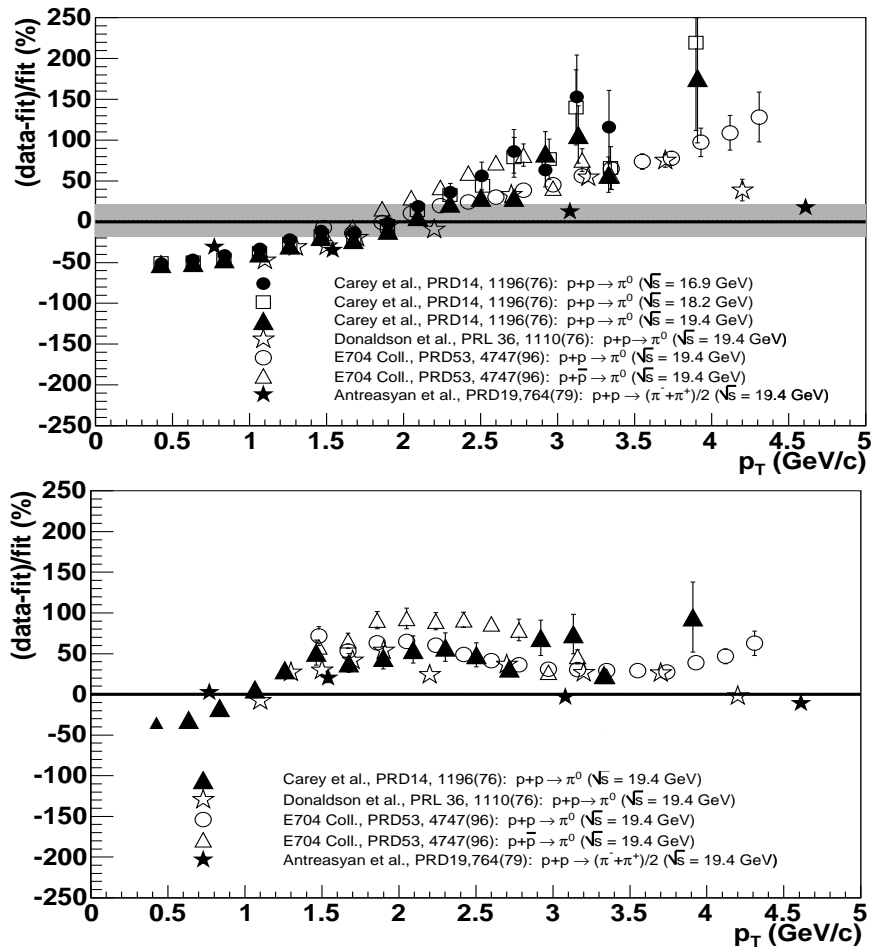 (data-fit)/fit (%)
250
200
150
100
50
0
-50
-100
-150
-200
-250
Carey et al., PRD14, 1196(76): p+p → π⁰ (√s = 16.9 GeV)
Carey et al., PRD14, 1196(76): p+p → π⁰ (√s = 18.2 GeV)
Carey et al., PRD14, 1196(76): p+p → π⁰ (√s = 19.4 GeV)
Donaldson et al., PRL 36, 1110(76): p+p → π⁰ (√s = 19.4 GeV)
E704 Coll., PRD53, 4747(96): p+p → π⁰ (√s = 19.4 GeV)
E704 Coll., PRD53, 4747(96): p+p̅ → π⁰ (√s = 19.4 GeV)
Antreasyan et al., PRD19,764(79): p+p → (π⁻+π⁺)/2 (√s = 19.4 GeV)
0 0.5 1 1.5 2 2.5 3 3.5 4 4.5 5
p_T (GeV/c)
(data-fit)/fit (%)
250
200
150
100
50
0
-50
-100
-150
-200
-250
Carey et al., PRD14, 1196(76): p+p → π⁰ (√s = 19.4 GeV)
Donaldson et al., PRL 36, 1110(76): p+p → π⁰ (√s = 19.4 GeV)
E704 Coll., PRD53, 4747(96): p+p → π⁰ (√s = 19.4 GeV)
E704 Coll., PRD53, 4747(96): p+p̅ → π⁰ (√s = 19.4 GeV)
Antreasyan et al., PRD19,764(79): p+p → (π⁻+π⁺)/2 (√s = 19.4 GeV)
0 0.5 1 1.5 2 2.5 3 3.5 4 4.5 5
p_T (GeV/c)